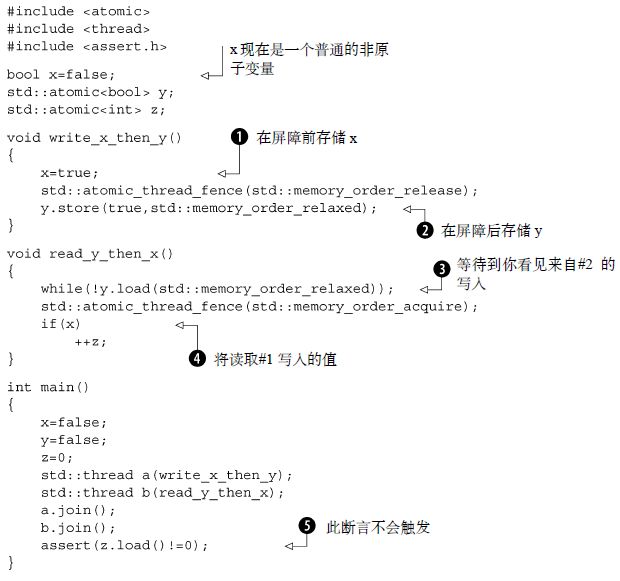 #include <atomic>
#include <thread>
#include <assert.h>
x现在是一个普通的非原
子变量
bool x=false;
std::atomic<bool> y;
std::atomic<int> z;
void write_x_then_y()
❶ 在屏障前存储 x
{
x=true;
std::atomic_thread_fence(std::memory_order_release);
y.store(true,std::memory_order_relaxed);
❷ 在屏障后存储 y
}
void read_y_then_x()
❸ 等待到你看见来自#2 的
写入
{
while(!y.load(std::memory_order_relaxed));
std::atomic_thread_fence(std::memory_order_acquire);
if(x)
++z;
❹ 将读取#1 写入的值
}
int main()
{
x=false;
y=false;
z=0;
std::thread a(write_x_then_y);
std::thread b(read_y_then_x);
a.join();
b.join();
❺ 此断言不会触发
assert(z.load()!=0);
}